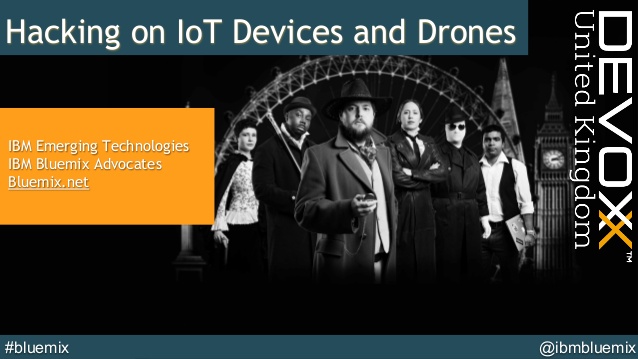 Hacking on IoT Devices and Drones
DEVOXX™
United Kingdom
IBM Emerging Technologies
IBM Bluemix Advocates
Bluemix.net
#bluemix
@ibmbluemix